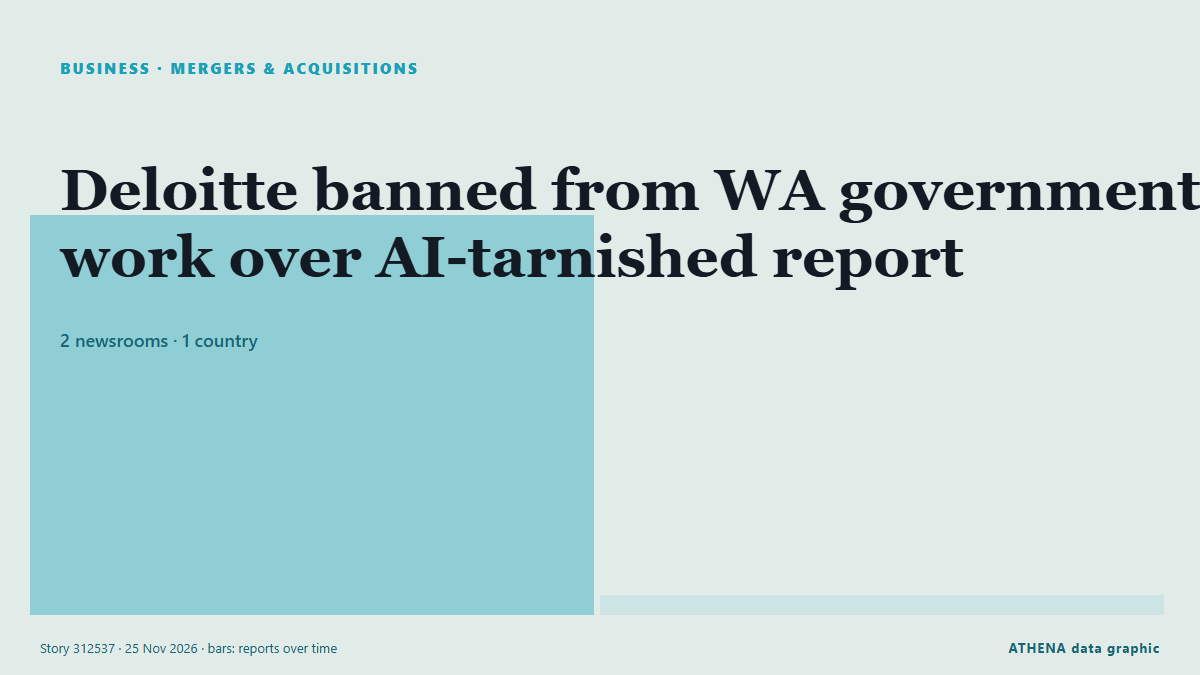 BUSINESS · MERGERS & ACQUISITIONS
Deloitte banned from WA government
work over AI-tarnished report
2 newsrooms · 1 country
Story 312537 · 25 Nov 2026 · bars: reports over time
ATHENA data graphic